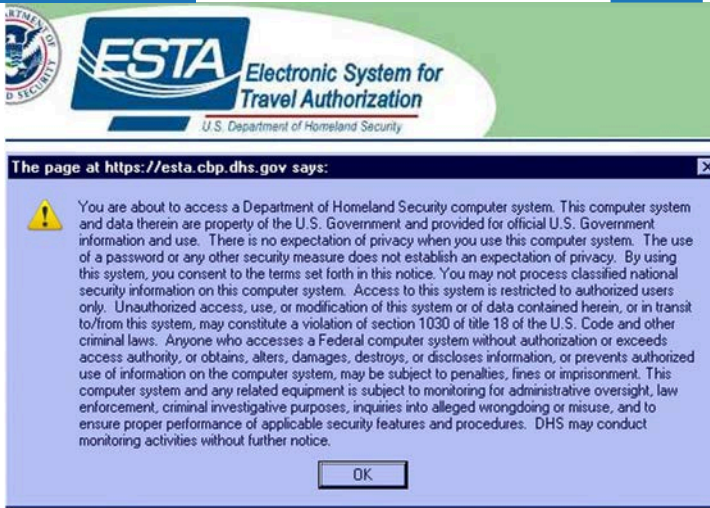 ESTA
Electronic System for
Travel Authorization
U.S. Department of Homeland Security
The page at https://esta.cbp.dhs.gov says:
You are about to access a Department of Homeland Security computer system. This computer system
and data therein are property of the U.S. Government and provided for official U.S. Government
information and use. There is no expectation of privacy when you use this computer system. The use
of a password or any other security measure does not establish an expectation of privacy. By using
this system, you consent to the terms set forth in this notice. You may not process classified national
security information on this computer system. Access to this system is restricted to authorized users
only. Unauthorized access, use, or modification of this system or of data contained herein, or in transit
to/from this system, may constitute a violation of section 1030 of title 18 of the U.S. Code and other
criminal laws. Anyone who accesses a Federal computer system without authorization or exceeds
access authority, or obtains, alters, damages, destroys, or discloses information, or prevents authorized
use of information on the computer system, may be subject to penalties, fines or imprisonment. This
computer system and any related equipment is subject to monitoring for administrative oversight, law
enforcement, criminal investigative purposes, inquiries into alleged wrongdoing or misuse, and to
ensure proper performance of applicable security features and procedures. DHS may conduct
monitoring activities without further notice.
OK